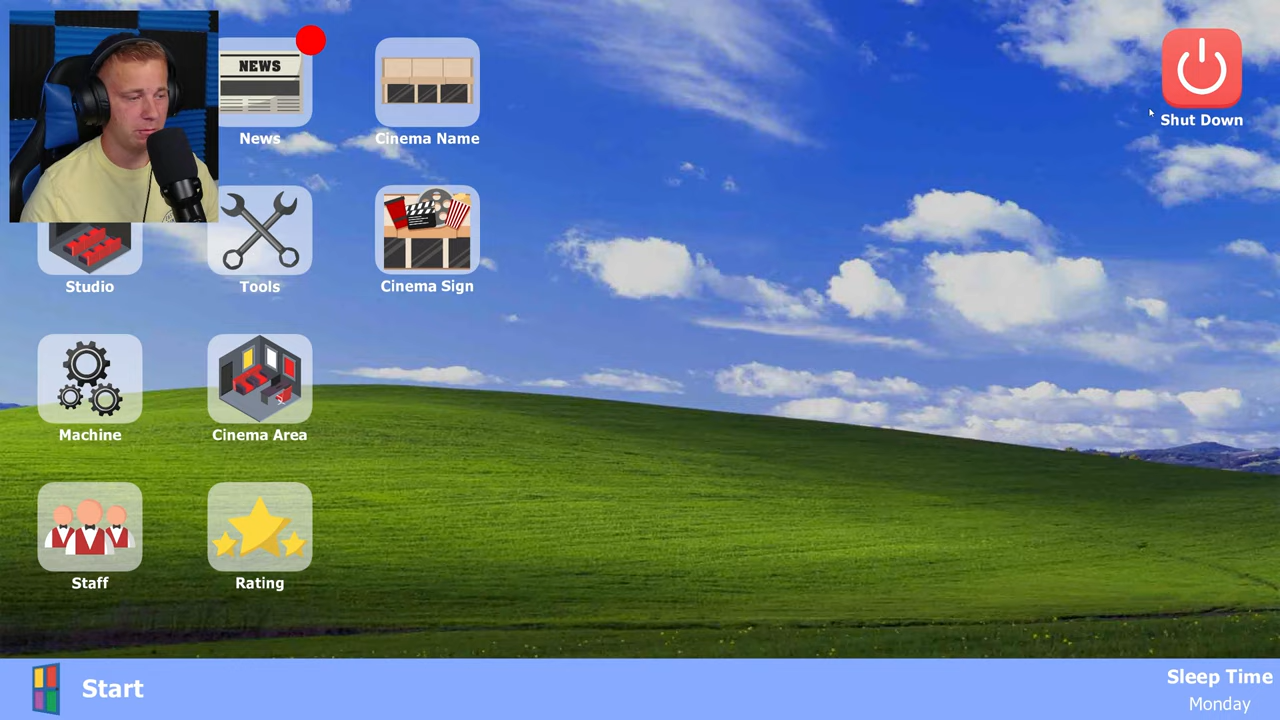 NEWS
News
Cinema Name
Shut Down
Studio
Tools
Cinema Sign
Machine
Cinema Area
Staff
Rating
Start
Sleep Time
Monday